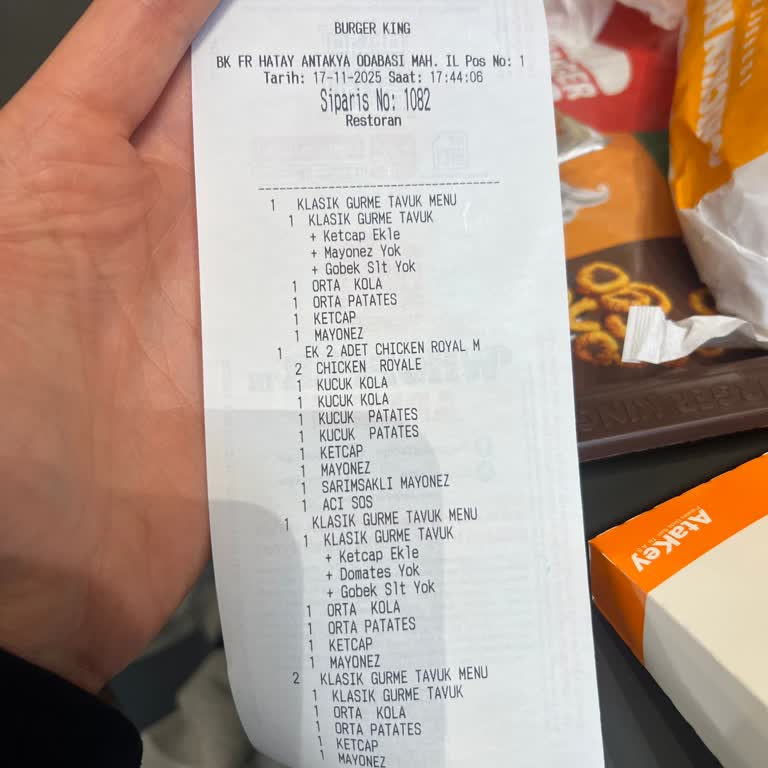 BURGER KING
BK FR HATAY ANTAKYA ODABASI MAH. IL Pos No: 1
Tarih: 17-11-2025 Saat: 17:44:06
Siparis No: 1082
Restoran
1 KLASIK GURME TAVUK MENU
1 KLASIK GURME TAVUK
+ Ketcap Ekle
+ Mayonez Yok
+ Gobek Slt Yok
1 ORTA KOLA
1 ORTA PATATES
1 KETCAP
1 MAYONEZ
1 EK 2 ADET CHICKEN ROYAL M
2 CHICKEN ROYALE
1 KUCUK KOLA
1 KUCUK KOLA
1 KUCUK PATATES
1 KUCUK PATATES
1 KETCAP
1 MAYONEZ
1 SARIMSAKLI MAYONEZ
1 ACI SOS
1 KLASIK GURME TAVUK MENU
1 KLASIK GURME TAVUK
+ Ketcap Ekle
+ Domates Yok
+ Gobek Slt Yok
1 ORTA KOLA
1 ORTA PATATES
1 KETCAP
1 MAYONEZ
2 KLASIK GURME TAVUK MENU
1 KLASIK GURME TAVUK
1 ORTA KOLA
1 ORTA PATATES
1 KETCAP
1 MAYONEZ
AtaKey